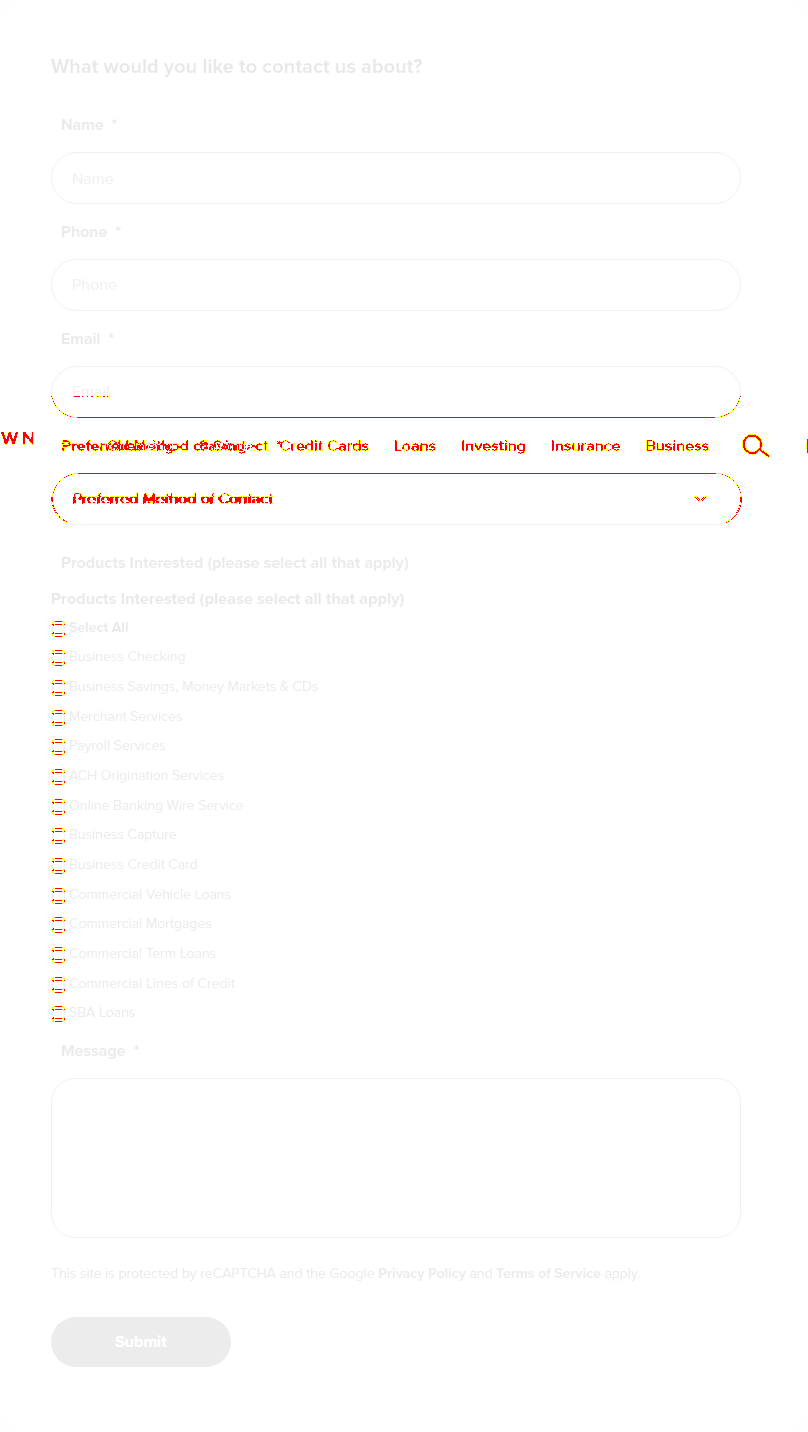 What would you like to contact us about?
Name *
Name
Phone *
Phone
Email *
Email
WN
Preferred Method of Contact * Credit Cards Loans Investing Insurance Business
Preferred Method of Contact
Products Interested (please select all that apply)
Products Interested (please select all that apply)
Select All
Business Checking
Business Savings, Money Markets & CDs
Merchant Services
Payroll Services
ACH Origination Services
Online Banking Wire Service
Business Capture
Business Credit Card
Commercial Vehicle Loans
Commercial Mortgages
Commercial Term Loans
Commercial Lines of Credit
SBA Loans
Message *
This site is protected by reCAPTCHA and the Google Privacy Policy and Terms of Service apply.
Submit